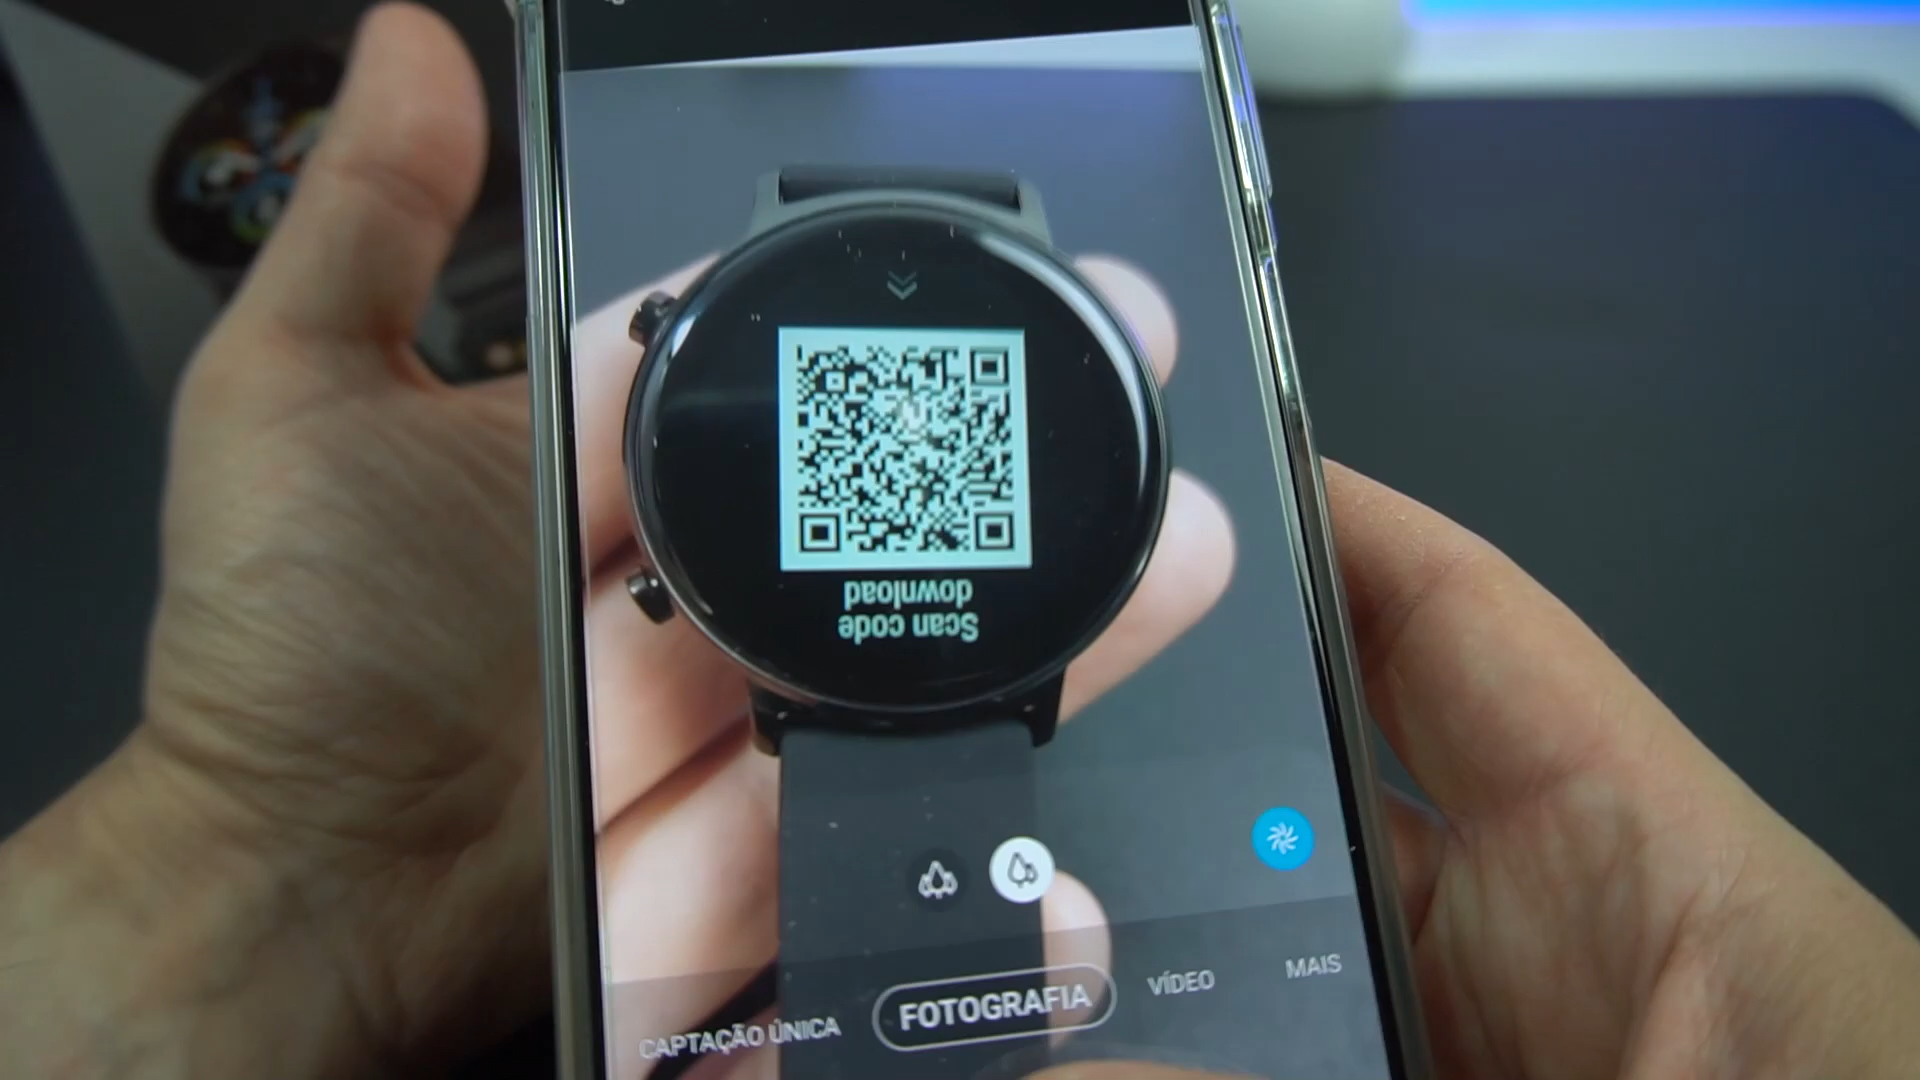 Scan code
download
CAPTAÇÃO ÚNICA
FOTOGRAFIA
VÍDEO
MAIS